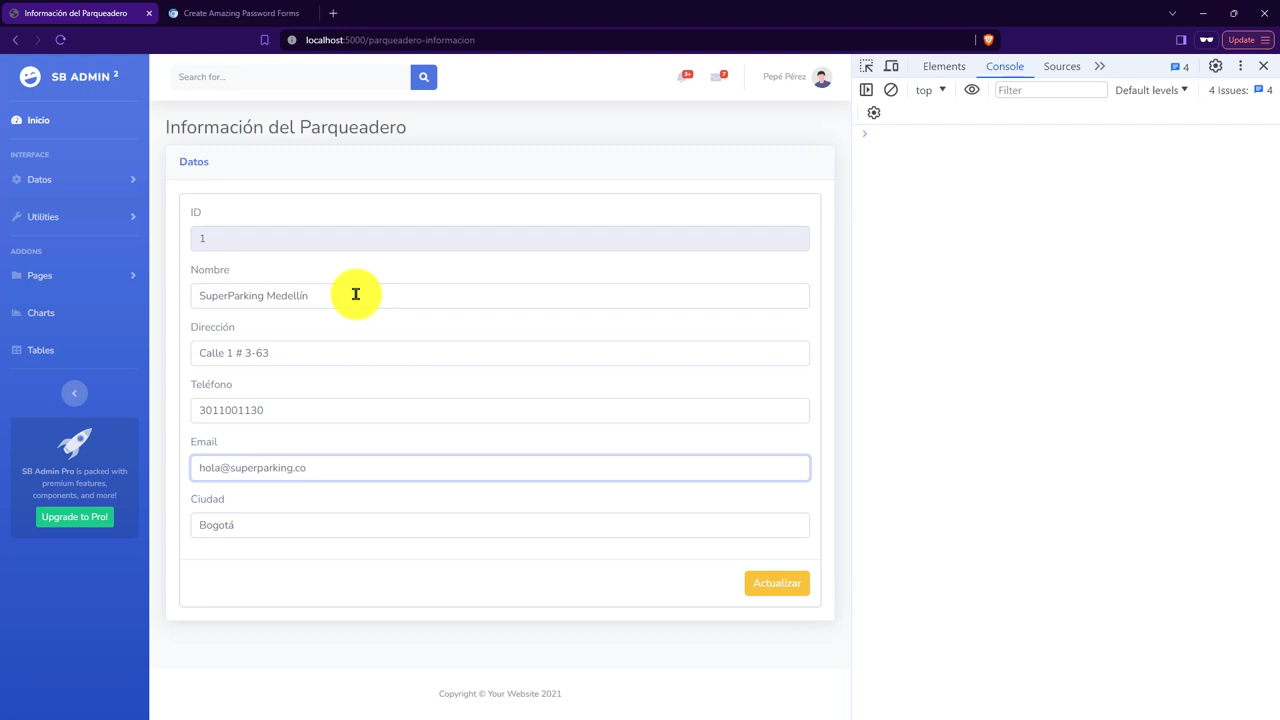 Información del Parqueadero
Create Amazing Password Forms
localhost:5000/parqueadero-informacion
Update
SB ADMIN 2
Search for...
3+
7
Pepé Pérez
Elements
Console
Sources
4
top
Filter
Default levels
4 Issues:
4
Inicio
INTERFACE
Datos
Utilities
ADDONS
Pages
Charts
Tables
SB Admin Pro is packed with
premium features,
components, and more!
Upgrade to Pro!
Información del Parqueadero
Datos
ID
1
Nombre
SuperParking Medellín
Dirección
Calle 1 # 3-63
Teléfono
3011001130
Email
hola@superparking.co
Ciudad
Bogotá
Actualizar
Copyright © Your Website 2021